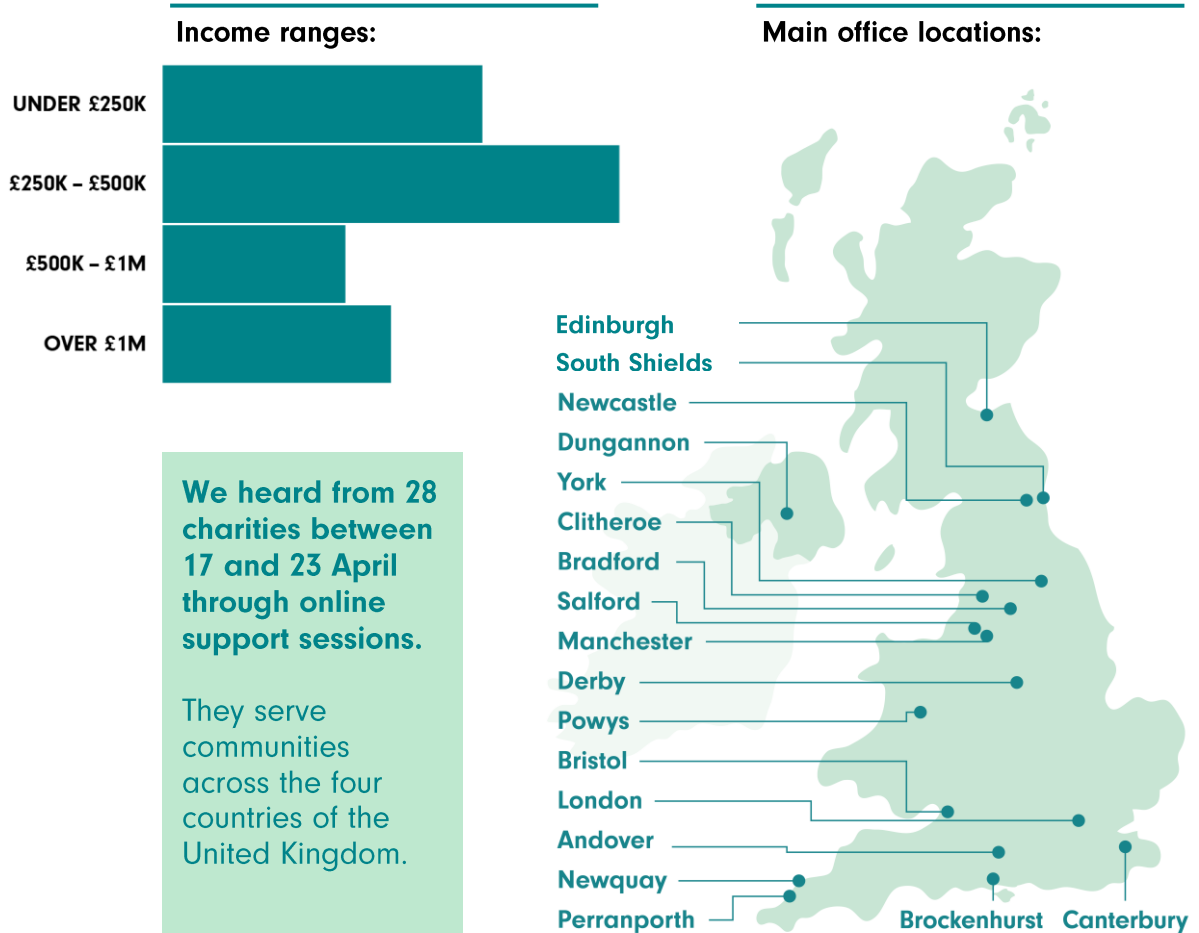 Income ranges:
UNDER £250K
£250K – £500K
£500K – £1M
OVER £1M
We heard from 28
charities between
17 and 23 April
through online
support sessions.
They serve
communities
across the four
countries of the
United Kingdom.
Main office locations:
Edinburgh
South Shields
Newcastle
Dungannon
York
Clitheroe
Bradford
Salford
Manchester
Derby
Powys
Bristol
London
Andover
Newquay
Perranporth
Brockenhurst
Canterbury